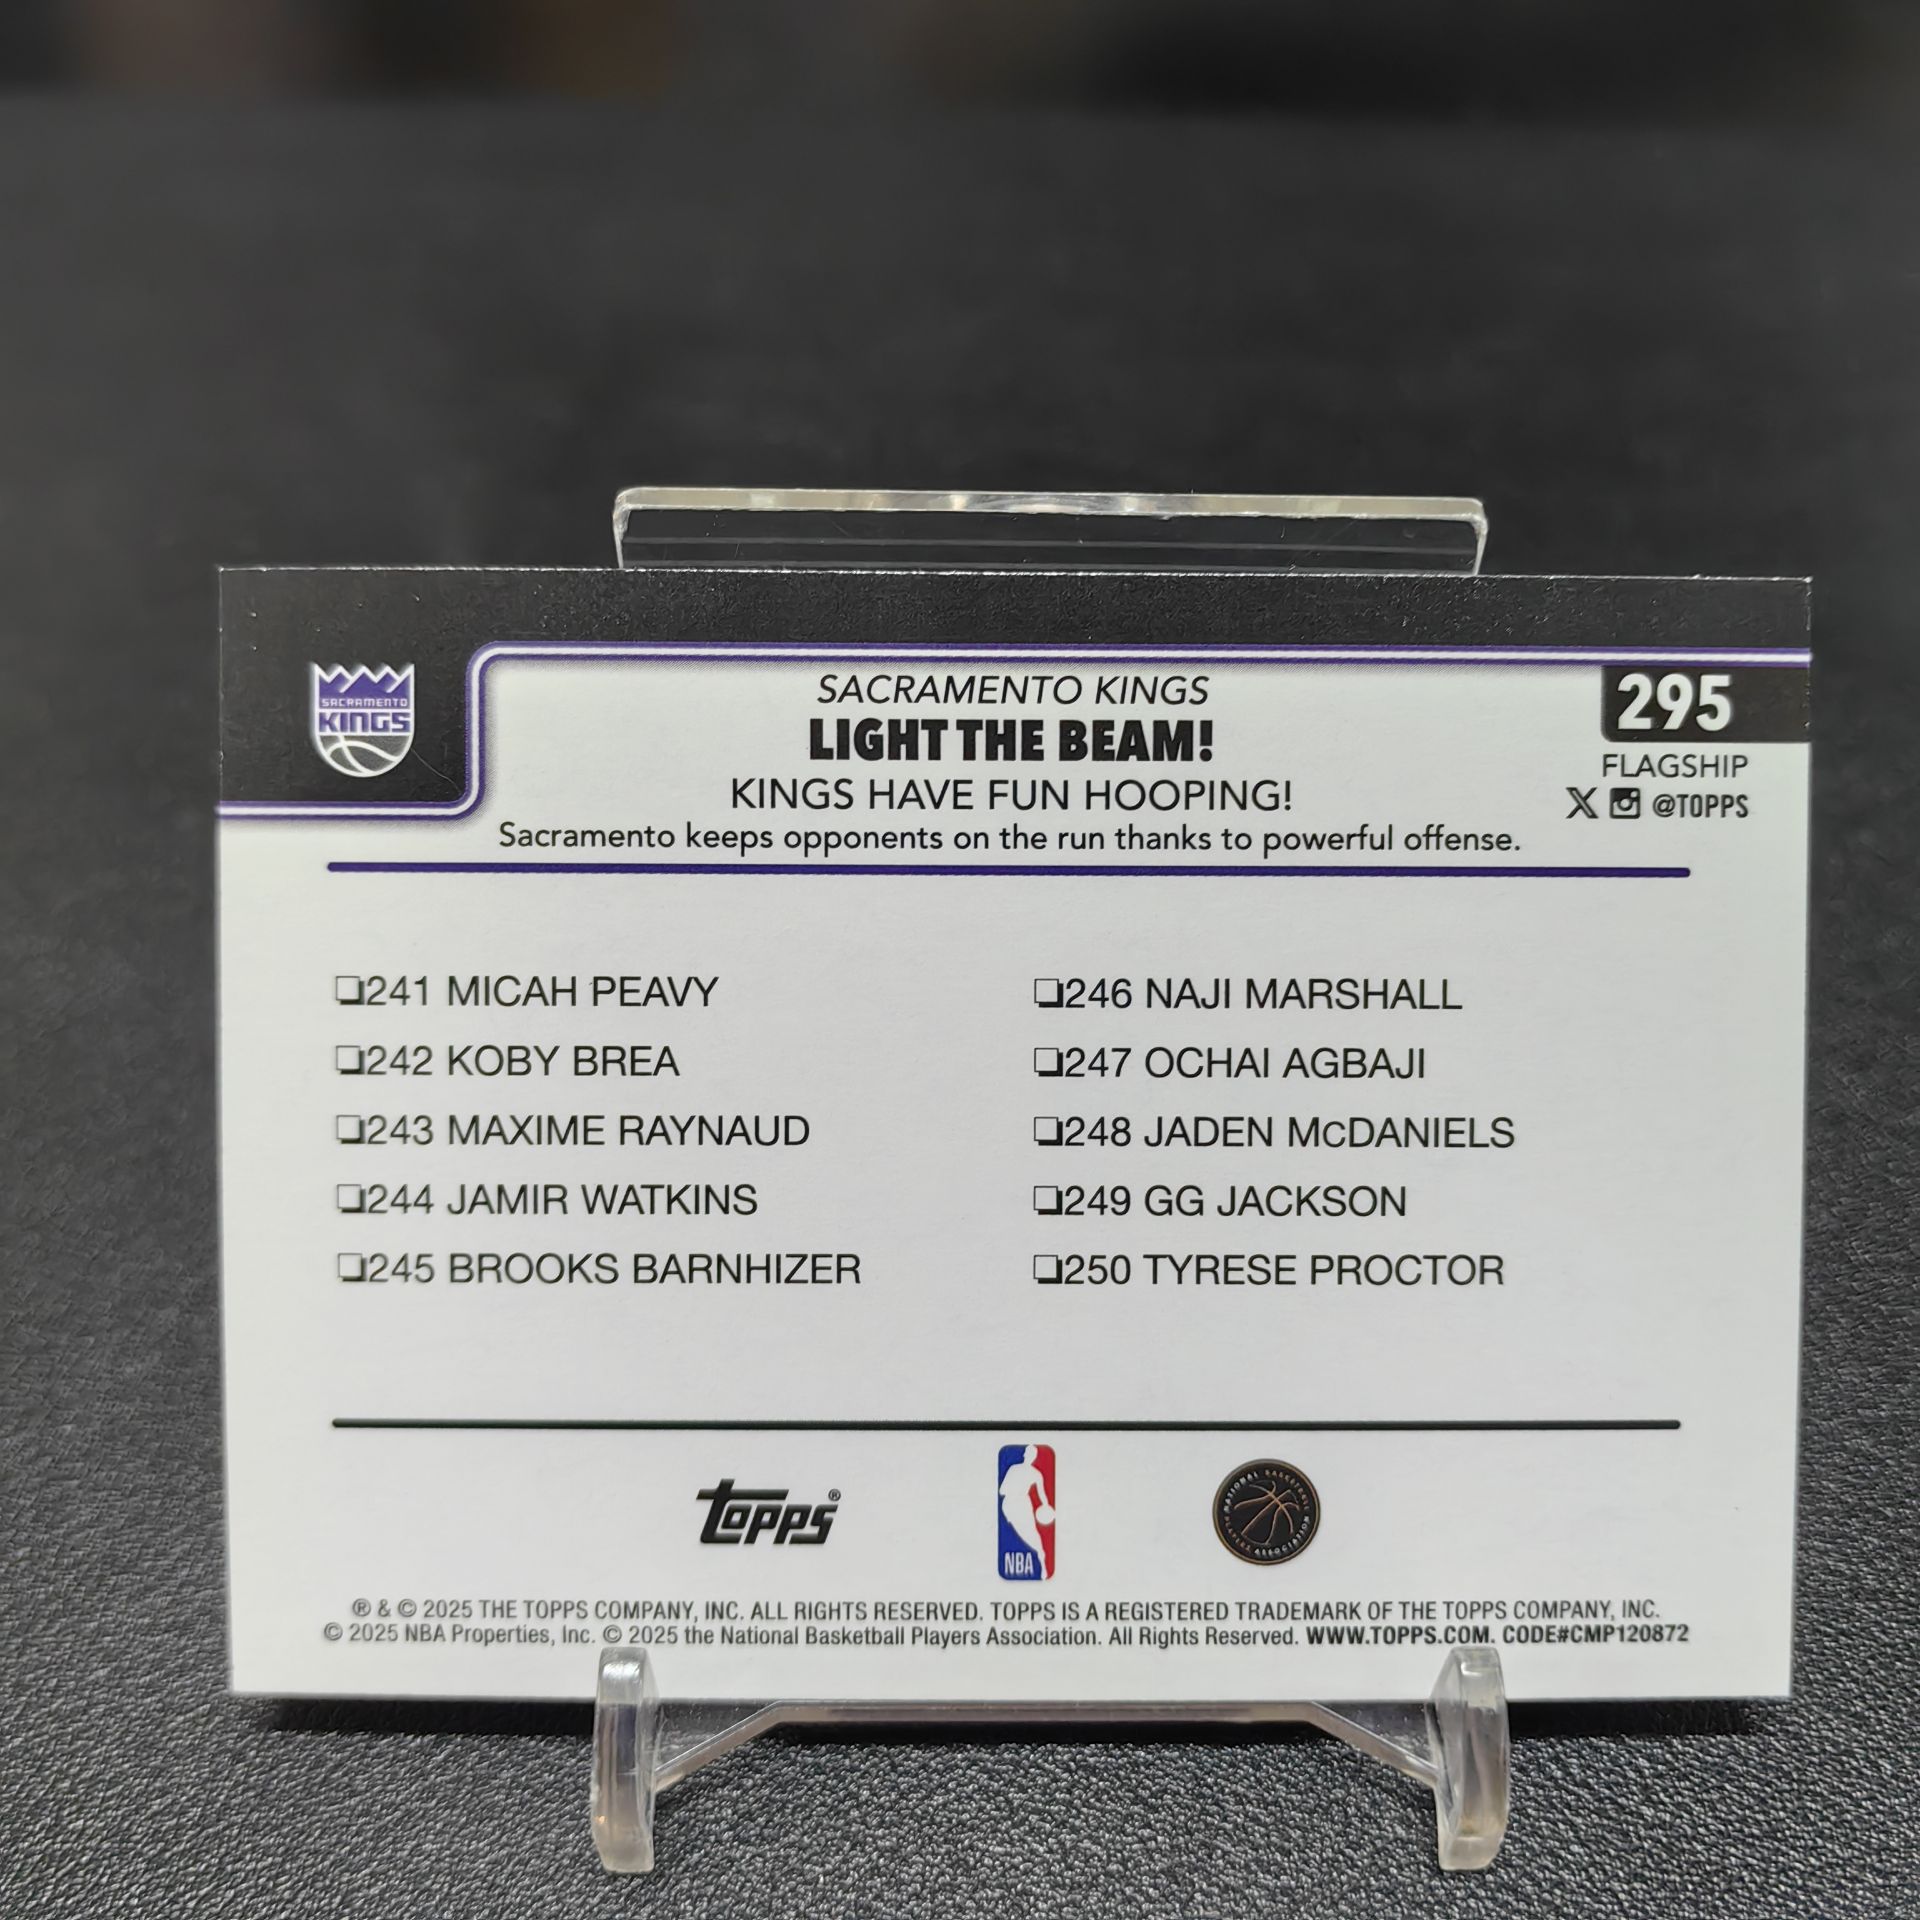 SACRAMENTO
KINGS
SACRAMENTO KINGS
LIGHT THE BEAM!
KINGS HAVE FUN HOOPING!
Sacramento keeps opponents on the run thanks to powerful offense.
295
FLAGSHIP
@TOPPS
❏241 MICAH PEAVY
❏242 KOBY BREA
❏243 MAXIME RAYNAUD
❏244 JAMIR WATKINS
❏245 BROOKS BARNHIZER
❏246 NAJI MARSHALL
❏247 OCHAI AGBAJI
❏248 JADEN McDANIELS
❏249 GG JACKSON
❏250 TYRESE PROCTOR
topps®
NBA
NATIONAL BASKETBALL PLAYERS ASSOCIATION
® & © 2025 THE TOPPS COMPANY, INC. ALL RIGHTS RESERVED. TOPPS IS A REGISTERED TRADEMARK OF THE TOPPS COMPANY, INC.
© 2025 NBA Properties, Inc. © 2025 the National Basketball Players Association. All Rights Reserved. WWW.TOPPS.COM. CODE#CMP120872